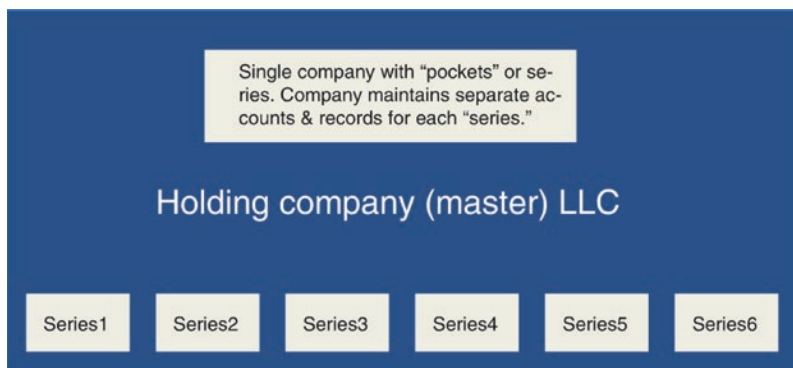 Single company with “pockets” or se-
ries. Company maintains separate ac-
counts & records for each “series.”
Holding company (master) LLC
Series1
Series2
Series3
Series4
Series5
Series6